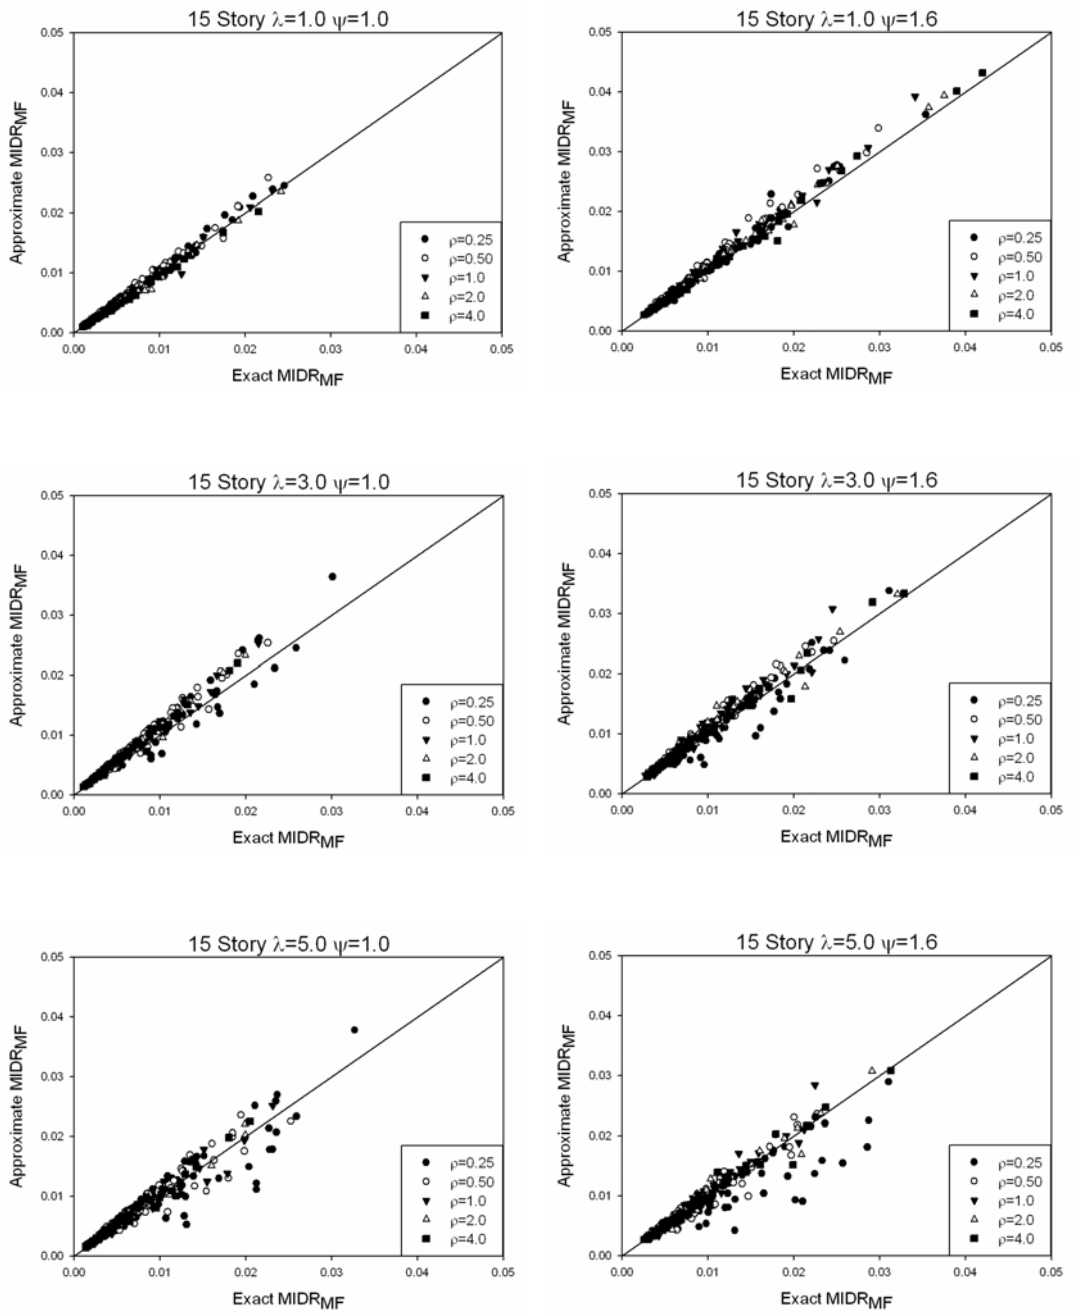 15 Story λ=1.0 ψ=1.0
0.05
0.04
0.03
0.02
0.01
0.00
Approximate MIDRMF
ρ=0.25
ρ=0.50
ρ=1.0
ρ=2.0
ρ=4.0
0.00 0.01 0.02 0.03 0.04 0.05
Exact MIDRMF
15 Story λ=1.0 ψ=1.6
0.05
0.04
0.03
0.02
0.01
0.00
Approximate MIDRMF
ρ=0.25
ρ=0.50
ρ=1.0
ρ=2.0
ρ=4.0
0.00 0.01 0.02 0.03 0.04 0.05
Exact MIDRMF
15 Story λ=3.0 ψ=1.0
0.05
0.04
0.03
0.02
0.01
0.00
Approximate MIDRMF
ρ=0.25
ρ=0.50
ρ=1.0
ρ=2.0
ρ=4.0
0.00 0.01 0.02 0.03 0.04 0.05
Exact MIDRMF
15 Story λ=3.0 ψ=1.6
0.05
0.04
0.03
0.02
0.01
0.00
Approximate MIDRMF
ρ=0.25
ρ=0.50
ρ=1.0
ρ=2.0
ρ=4.0
0.00 0.01 0.02 0.03 0.04 0.05
Exact MIDRMF
15 Story λ=5.0 ψ=1.0
0.05
0.04
0.03
0.02
0.01
0.00
Approximate MIDRMF
ρ=0.25
ρ=0.50
ρ=1.0
ρ=2.0
ρ=4.0
0.00 0.01 0.02 0.03 0.04 0.05
Exact MIDRMF
15 Story λ=5.0 ψ=1.6
0.05
0.04
0.03
0.02
0.01
0.00
Approximate MIDRMF
ρ=0.25
ρ=0.50
ρ=1.0
ρ=2.0
ρ=4.0
0.00 0.01 0.02 0.03 0.04 0.05
Exact MIDRMF